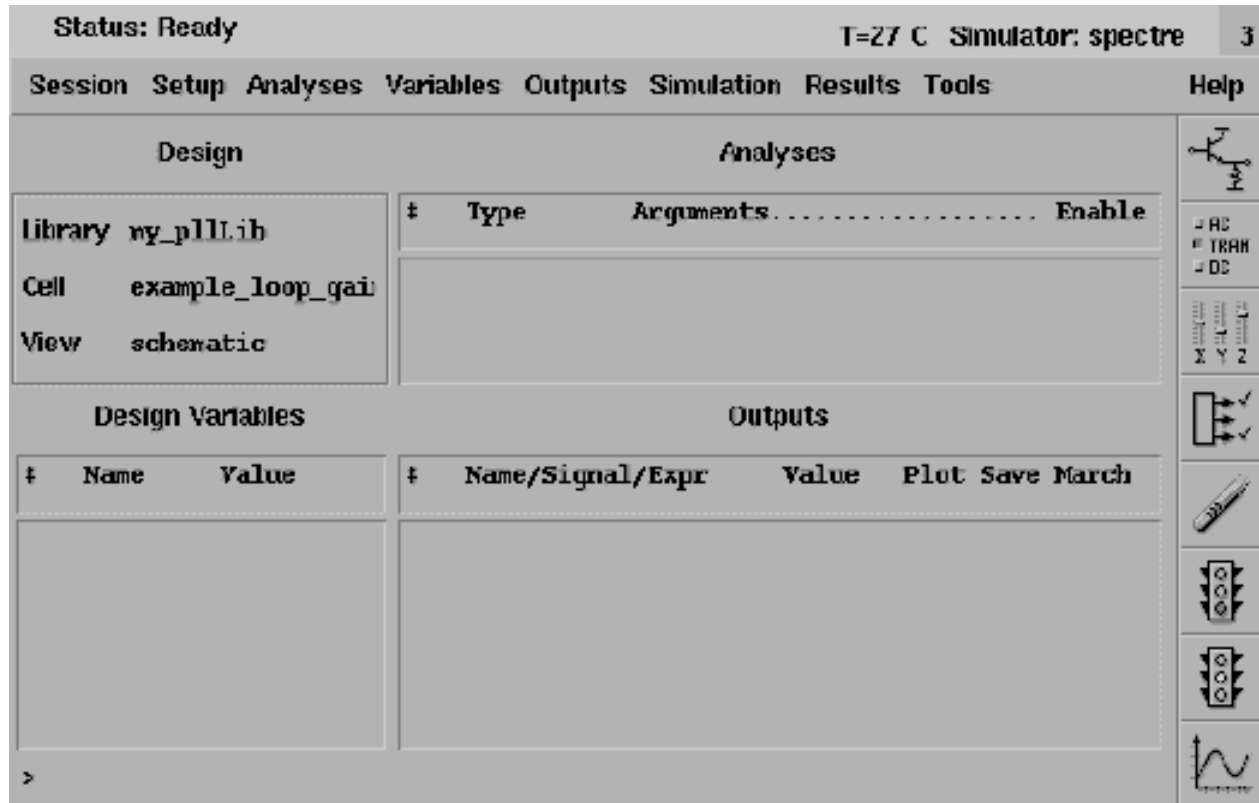 Status: Ready T=27 C Simulator: spectre 3
Session Setup Analyses Variables Outputs Simulation Results Tools Help
Design
Analyses
Library my_pllLib
Cell example_loop_gai
View schematic
# Type Arguments.................. Enable
AC
TRAN
DC
X Y Z
Design Variables
Outputs
# Name Value
# Name/Signal/Expr Value Plot Save March
>